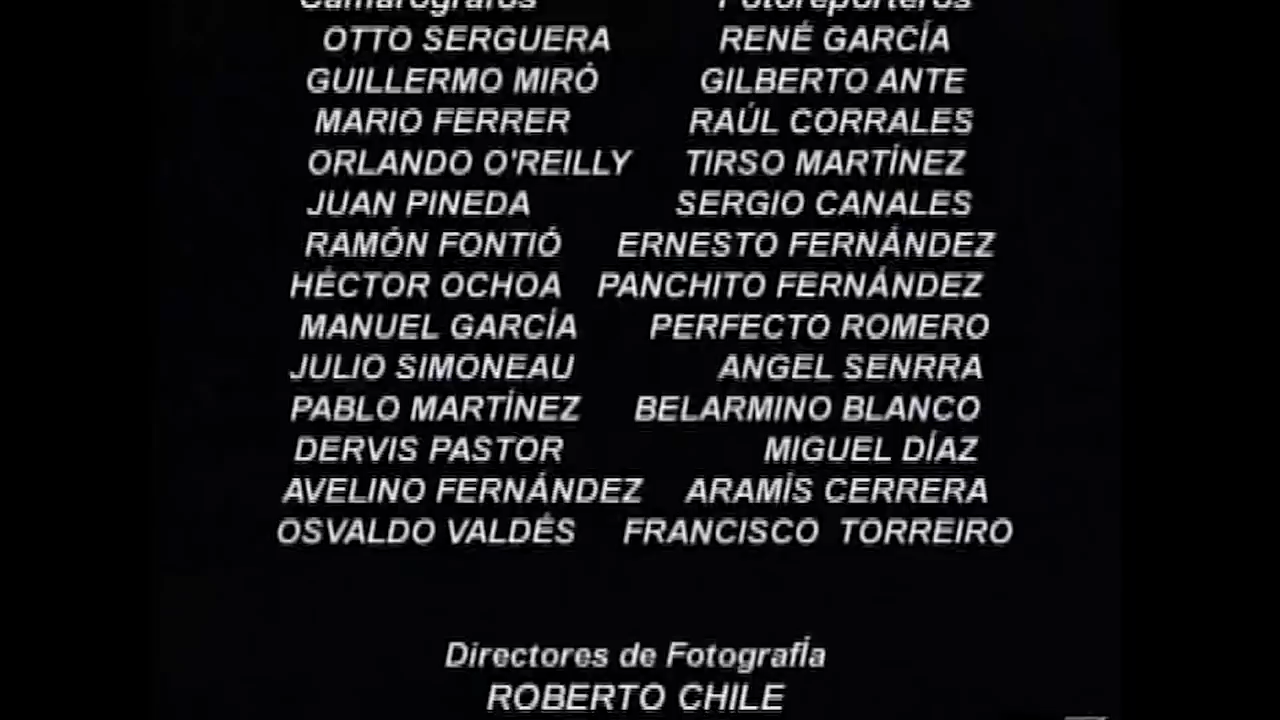 Camarógrafos Fotoreporteros
OTTO SERGUERA RENÉ GARCÍA
GUILLERMO MIRÓ GILBERTO ANTE
MARIO FERRER RAÚL CORRALES
ORLANDO O'REILLY TIRSO MARTÍNEZ
JUAN PINEDA SERGIO CANALES
RAMÓN FONTIÓ ERNESTO FERNÁNDEZ
HÉCTOR OCHOA PANCHITO FERNÁNDEZ
MANUEL GARCÍA PERFECTO ROMERO
JULIO SIMONEAU ANGEL SENRRA
PABLO MARTÍNEZ BELARMINO BLANCO
DERVIS PASTOR MIGUEL DÍAZ
AVELINO FERNÁNDEZ ARAMÍS CERRERA
OSVALDO VALDÉS FRANCISCO TORREIRO
Directores de Fotografía
ROBERTO CHILE